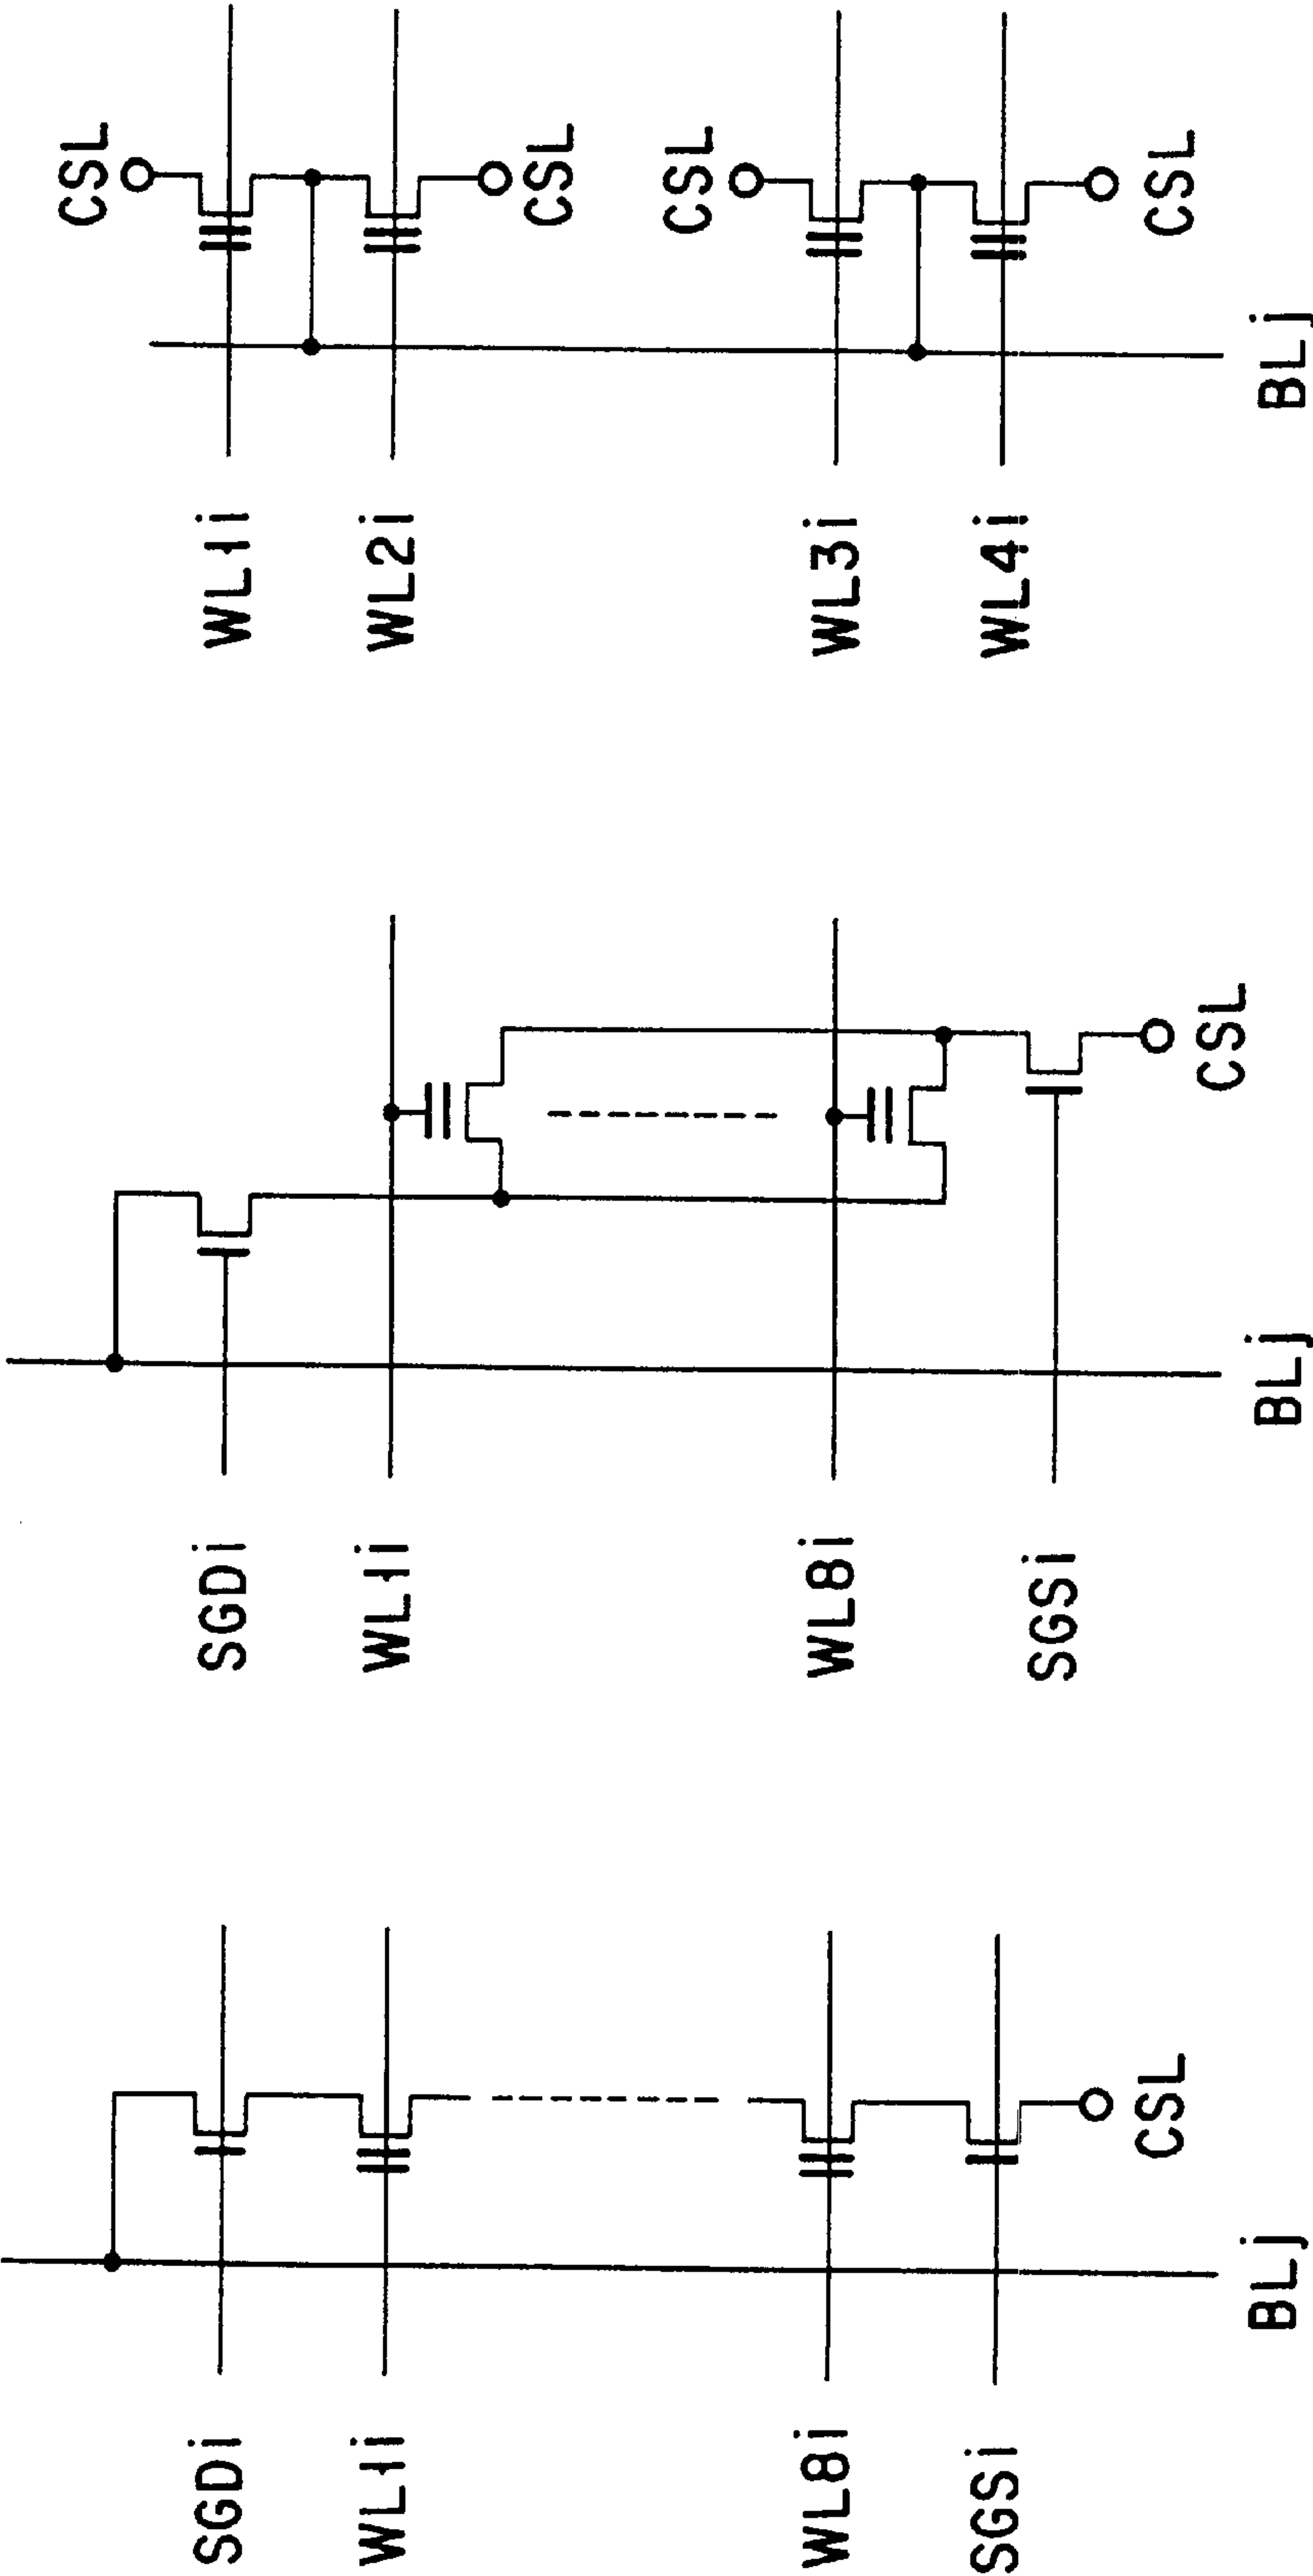 CSL
WL1i
WL2i
CSL
CSL
WL3i
WL4i
CSL
BLj
SGDi
WL1i
WL8i
SGSi
CSL
BLj
SGDi
WL1i
WL8i
SGSi
CSL
BLj